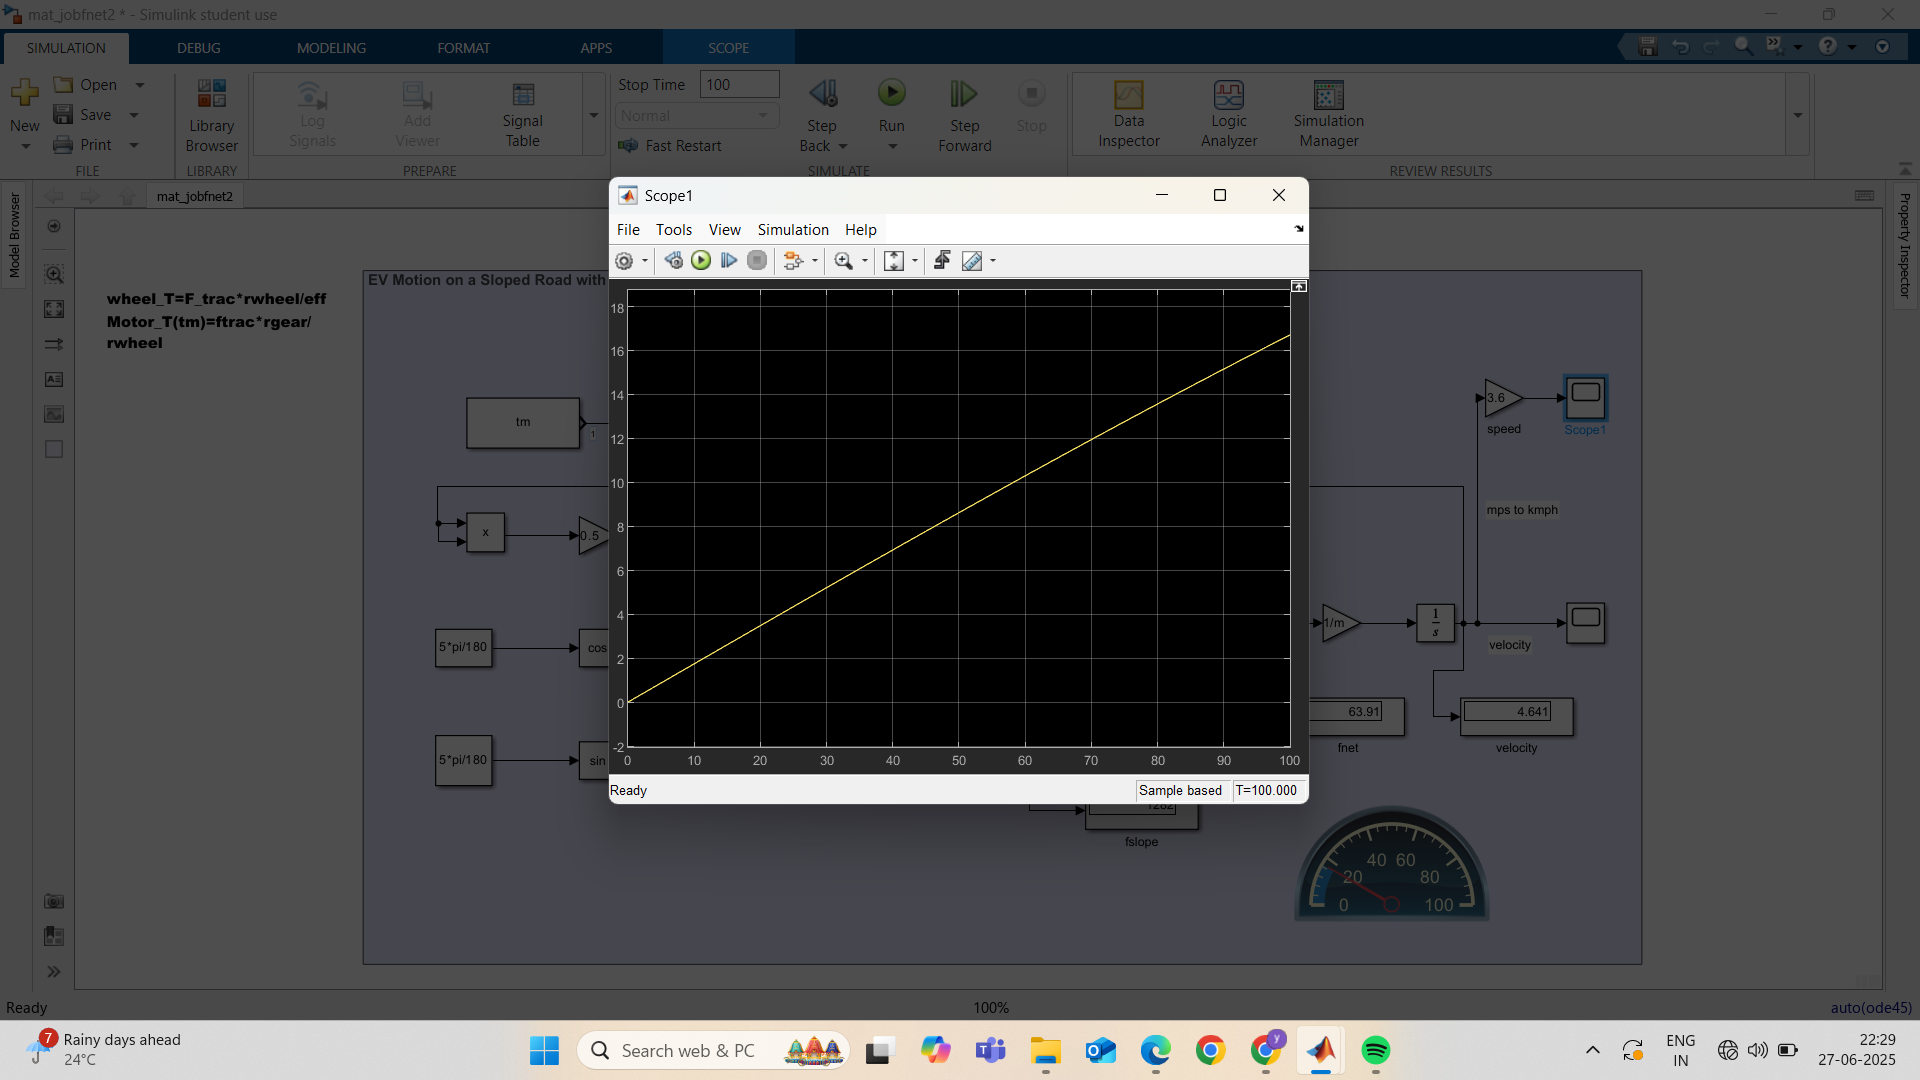 mat_jobfnet2 * - Simulink student use
SIMULATION DEBUG MODELING FORMAT APPS SCOPE
New
Open
Save
Print
FILE
Library
Browser
LIBRARY
Log
Signals
Add
Viewer
Signal
Table
PREPARE
Stop Time 100
Normal
Fast Restart
Step
Back
Run
Step
Forward
Stop
SIMULATE
Data
Inspector
Logic
Analyzer
Simulation
Manager
REVIEW RESULTS
Model Browser
mat_jobfnet2
Property Inspector
wheel_T=F_trac*rwheel/eff
Motor_T(tm)=ftrac*rgear/
rwheel
EV Motion on a Sloped Road with
tm
1
x
0.5
5*pi/180
cos
5*pi/180
sin
Scope1
File Tools View Simulation Help
18
16
14
12
10
8
6
4
2
0
-2
0 10 20 30 40 50 60 70 80 90 100
Ready
Sample based T=100.000
3.6
speed
Scope1
mps to kmph
1/m
1
s
velocity
63.91
fnet
4.641
velocity
1262
fslope
0 20 40 60 80 100
Ready
100%
auto(ode45)
7
Rainy days ahead
24°C
Search web & PC
y
ENG
IN
22:29
27-06-2025